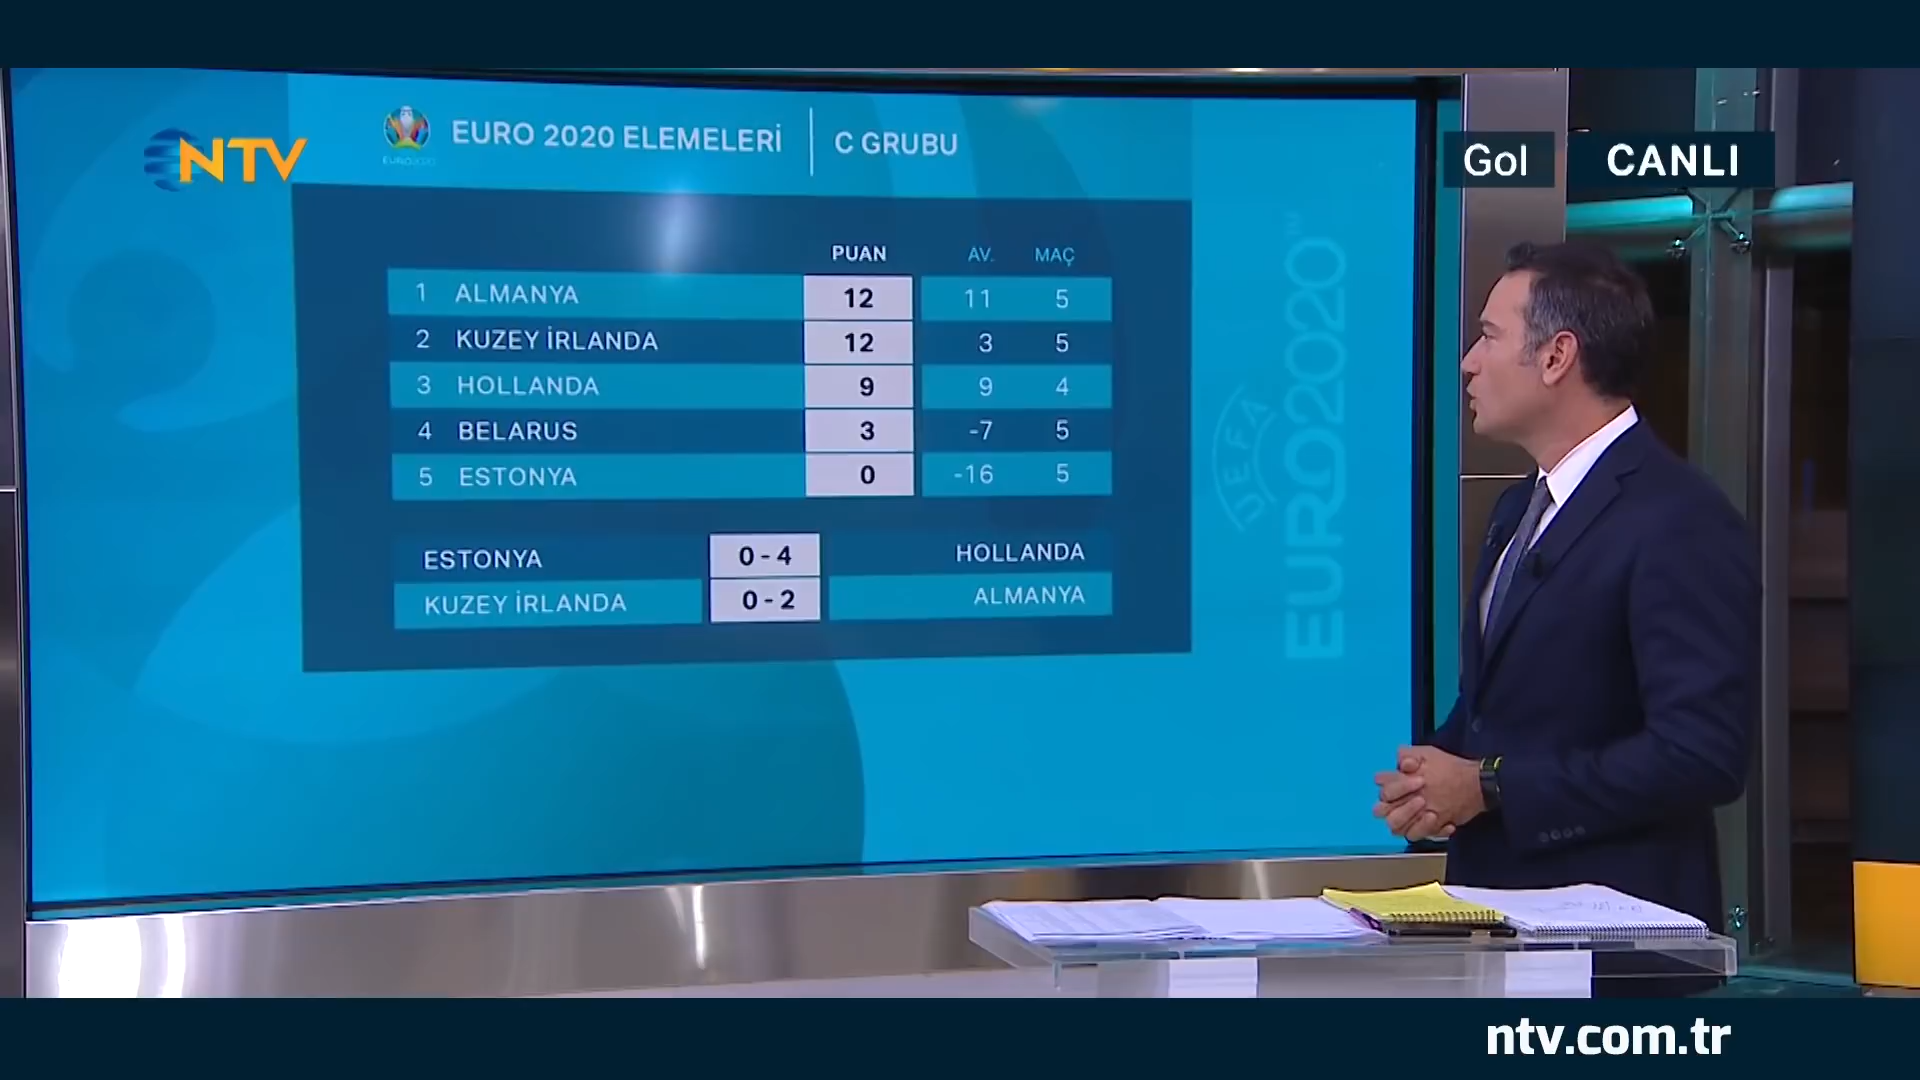 NTV
EURO2020
EURO 2020 ELEMELERİ C GRUBU
Gol CANLI
PUAN AV. MAÇ
1 ALMANYA 12 11 5
2 KUZEY İRLANDA 12 3 5
3 HOLLANDA 9 9 4
4 BELARUS 3 -7 5
5 ESTONYA 0 -16 5
ESTONYA 0 - 4 HOLLANDA
KUZEY İRLANDA 0 - 2 ALMANYA
UEFA
EURO2020™
ntv.com.tr